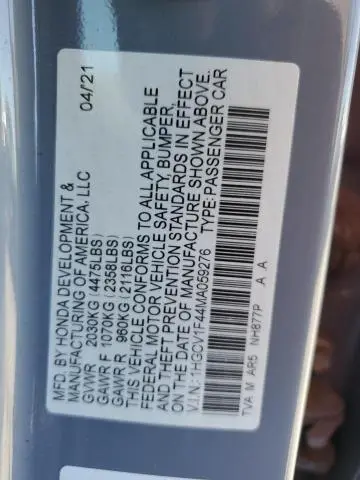 MFD. BY HONDA DEVELOPMENT &
MANUFACTURING OF AMERICA, LLC 04/21
GVWR 2030KG (4475LBS)
GAWR F 1070KG (2358LBS)
GAWR R 960KG (2116LBS)
THIS VEHICLE CONFORMS TO ALL APPLICABLE
FEDERAL MOTOR VEHICLE SAFETY, BUMPER,
AND THEFT PREVENTION STANDARDS IN EFFECT
ON THE DATE OF MANUFACTURE SHOWN ABOVE.
V.I.N.: 1HGCV1F44MA059276 TYPE: PASSENGER CAR
TVA M AR5 NH877P A A